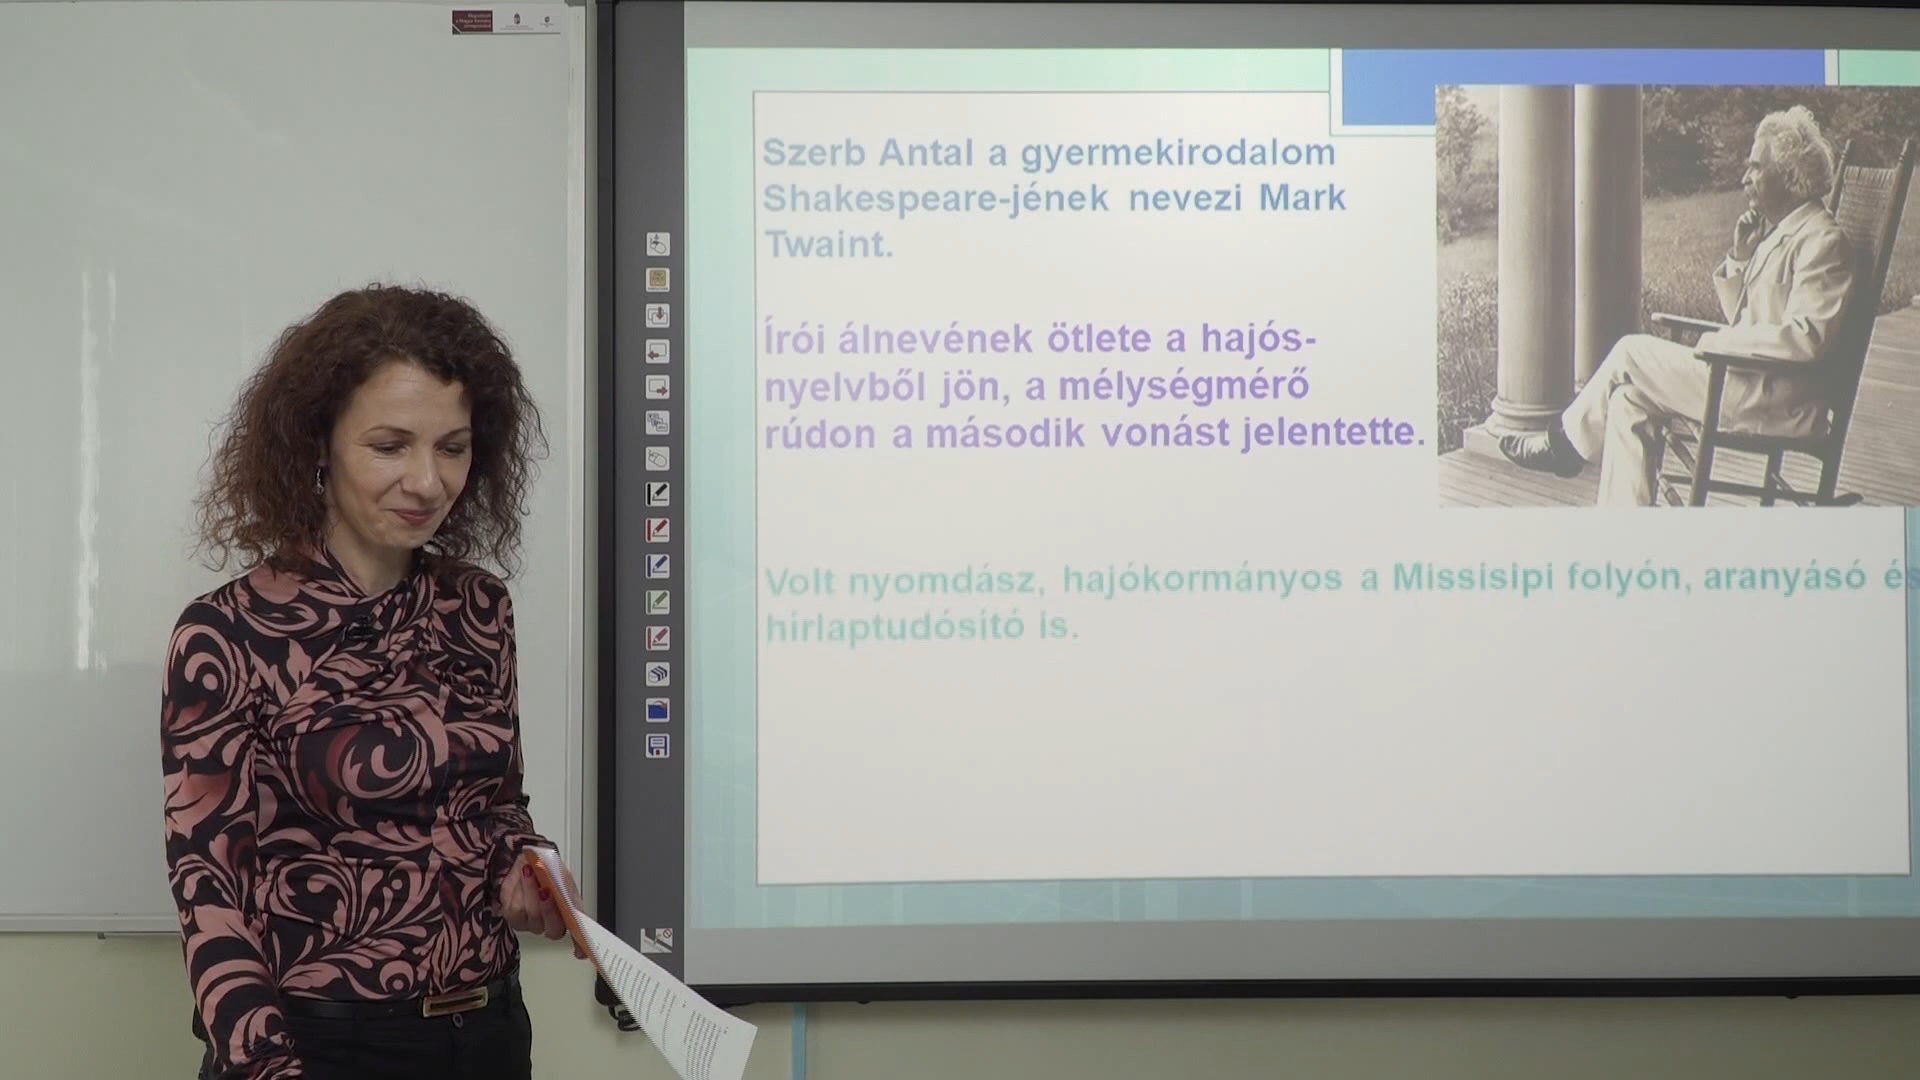 Szerb Antal a gyermekirodalom
Shakespeare-jének nevezi Mark
Twaint.
Írói álnevének ötlete a hajós-
nyelvből jön, a mélységmérő
rúdon a második vonást jelentette.
Volt nyomdász, hajókormányos a Missisipi folyón, aranyásó és
hírlaptudósító is.